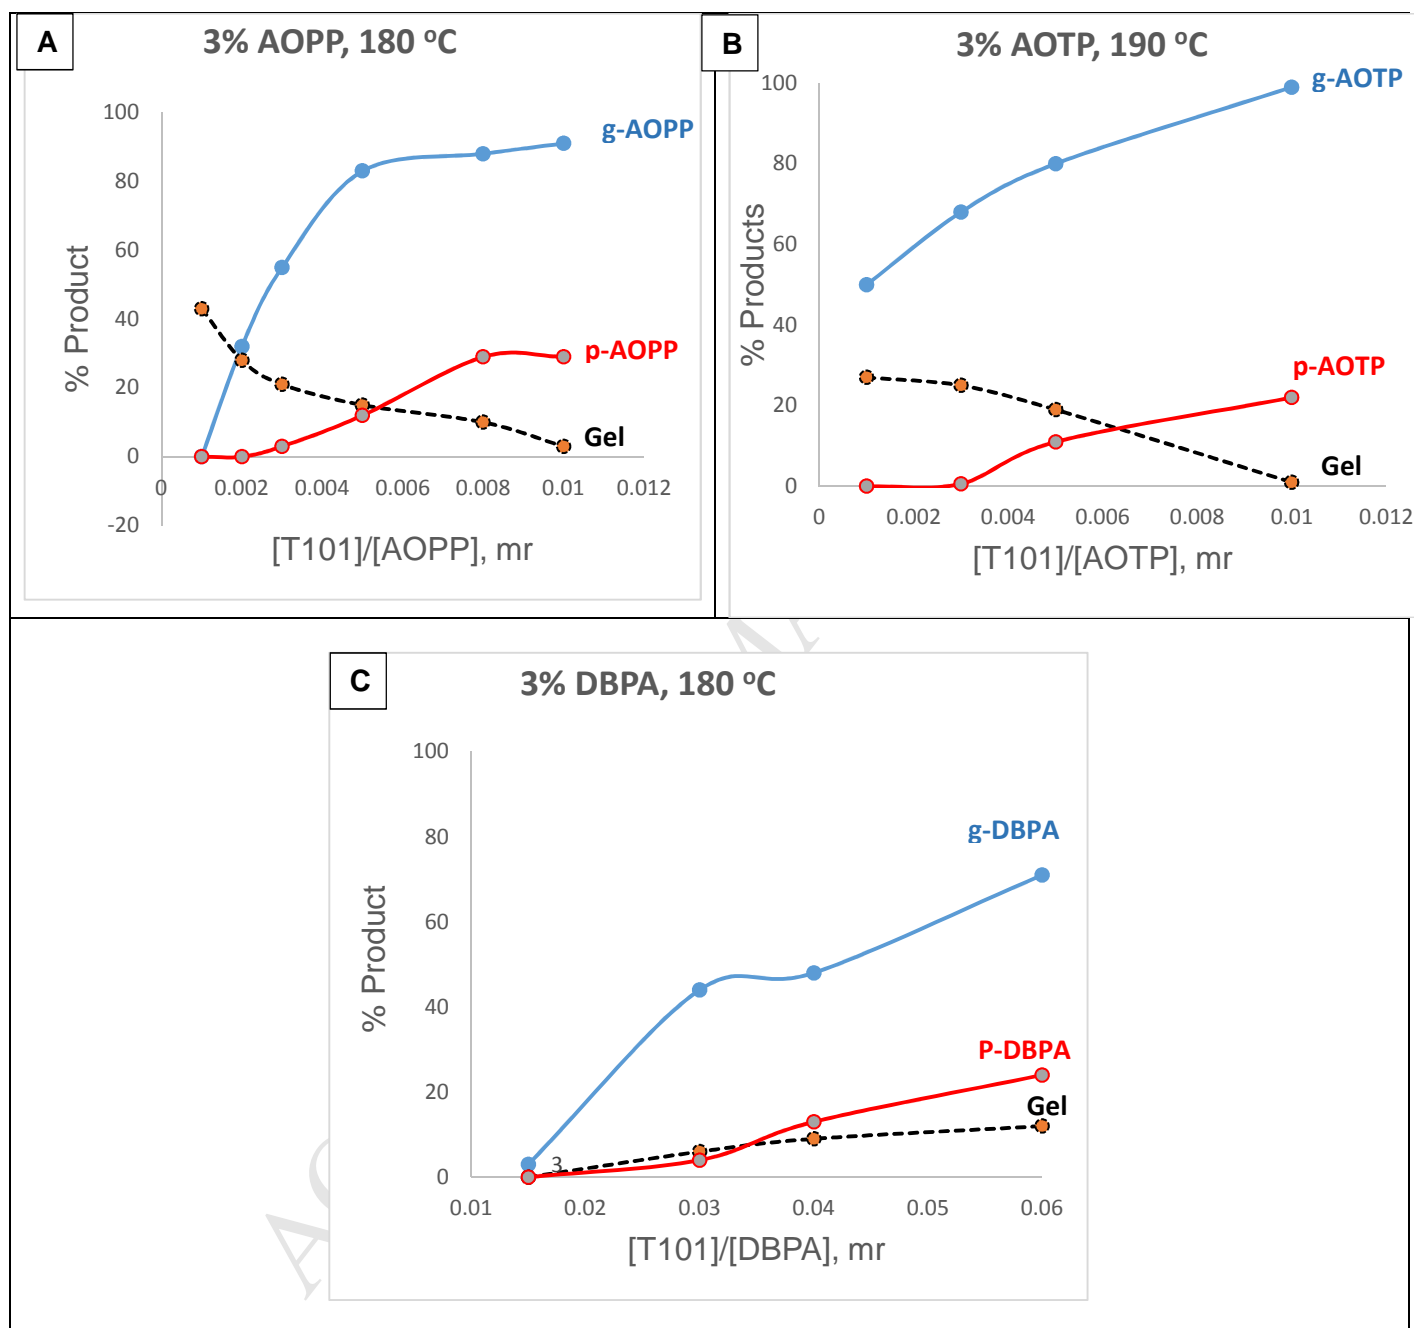 A
3% AOPP, 180 °C
100
80
60
40
20
0
-20
% Product
g-AOPP
p-AOPP
Gel
0
0.002
0.004
0.006
0.008
0.01
0.012
[T101]/[AOPP], mr
B
3% AOTP, 190 °C
100
80
60
40
20
0
% Products
g-AOTP
p-AOTP
Gel
0
0.002
0.004
0.006
0.008
0.01
0.012
[T101]/[AOTP], mr
C
3% DBPA, 180 °C
100
80
60
40
20
0
% Product
g-DBPA
P-DBPA
Gel
3
0.01
0.02
0.03
0.04
0.05
0.06
[T101]/[DBPA], mr